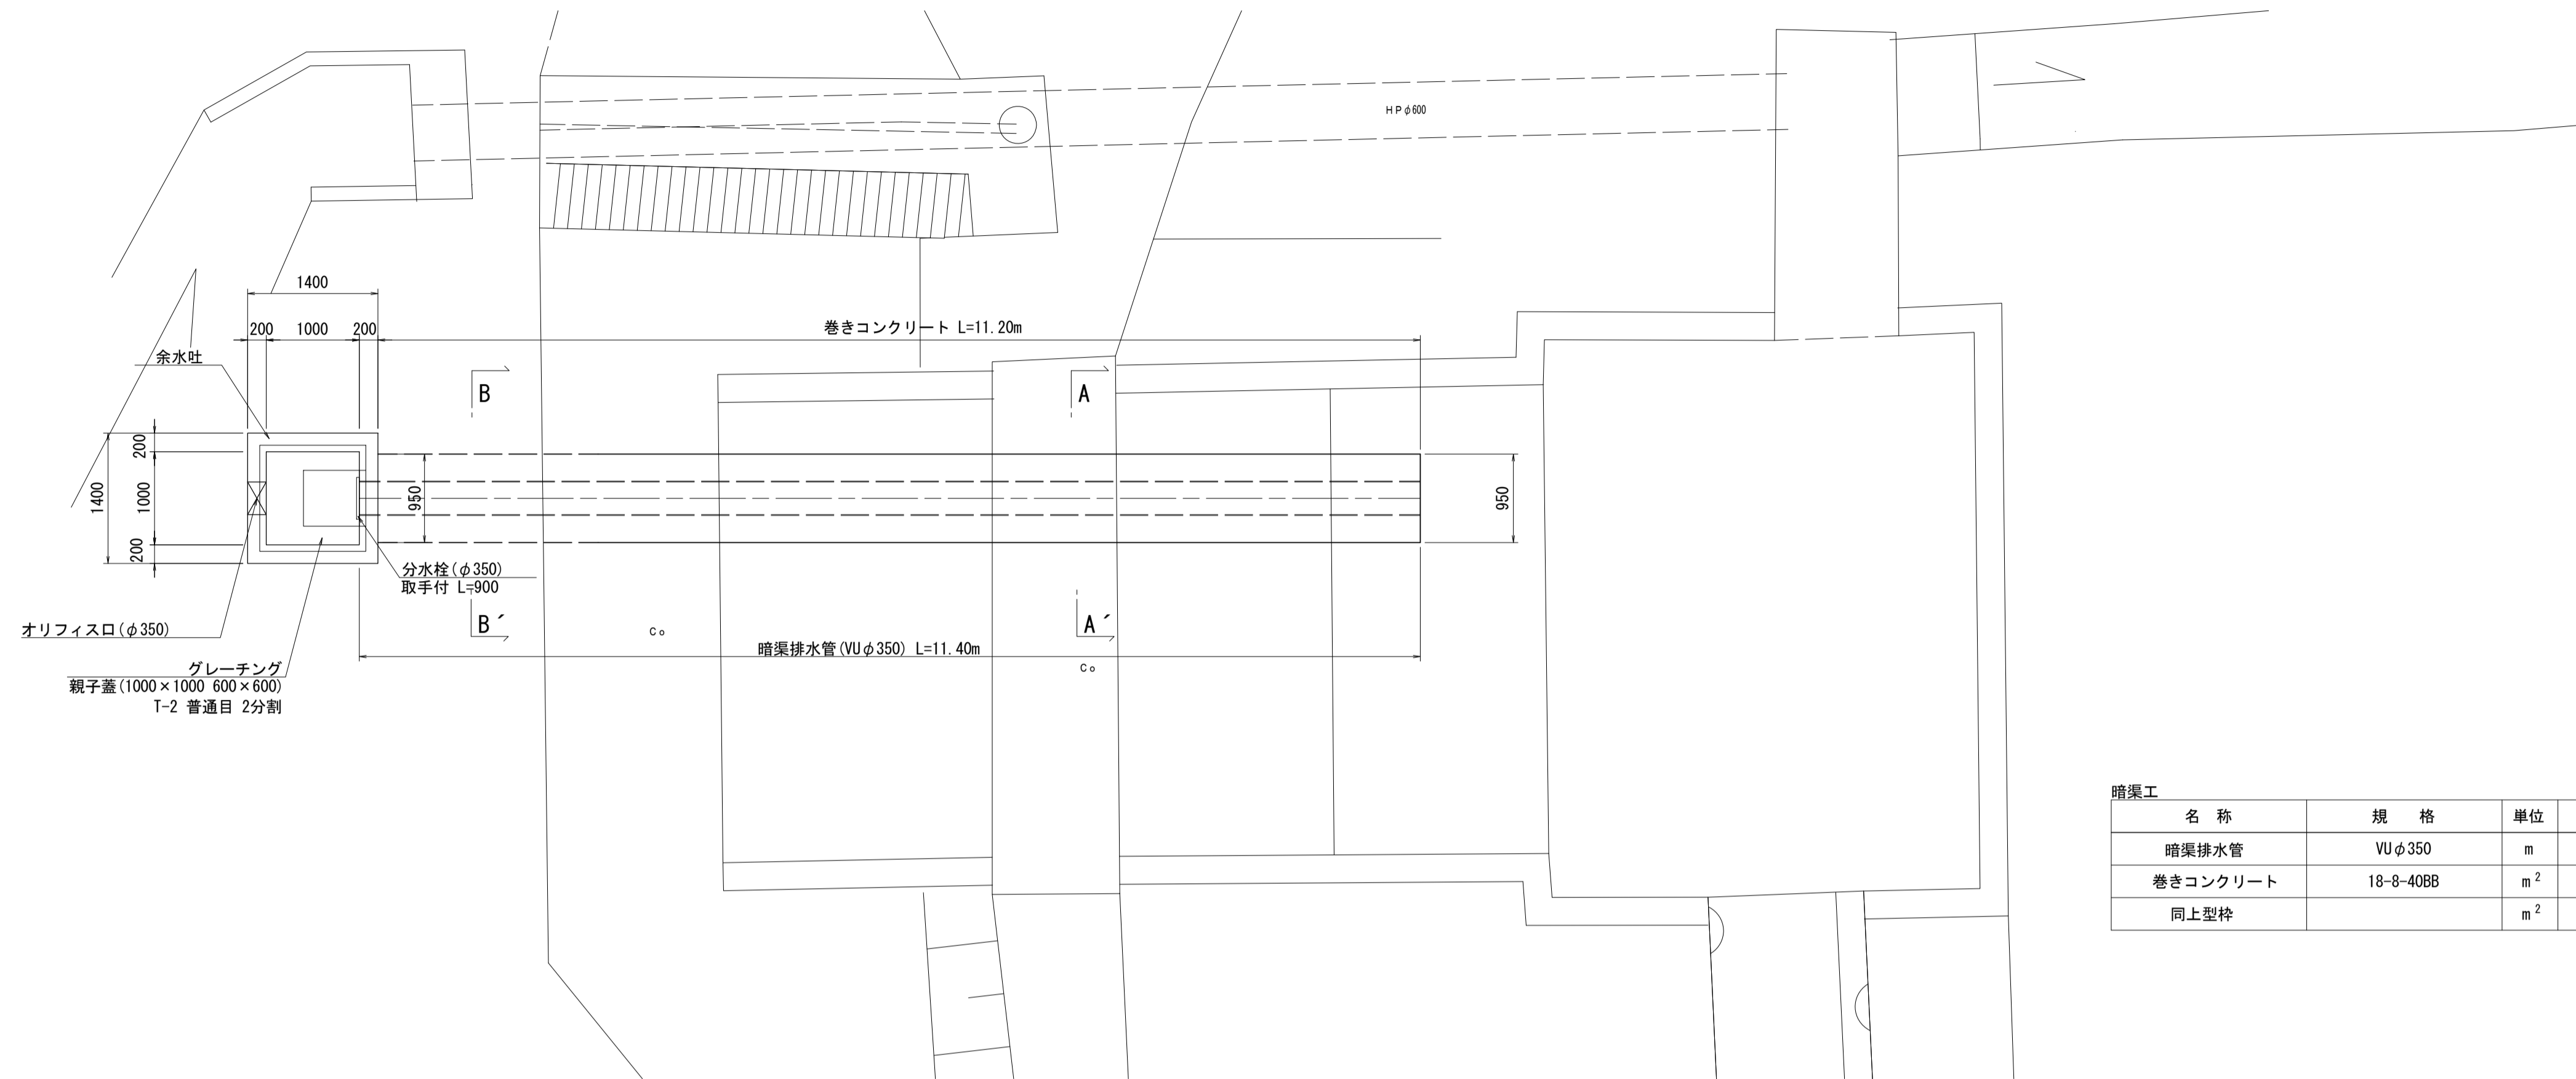 HPφ600
1400
200 1000 200
巻きコンクリート L=11.20m
余水吐
B
A
200
1000
1400
200
950
950
分水栓(φ350)
取手付 L=900
B´
A´
Co
オリフィス口(φ350)
暗渠排水管(VUφ350) L=11.40m
Co
グレーチング
親子蓋(1000×1000 600×600)
T-2 普通目 2分割
暗渠工
名 称 規 格 単位
暗渠排水管 VUφ350 m
巻きコンクリート 18-8-40BB m²
同上型枠 m²